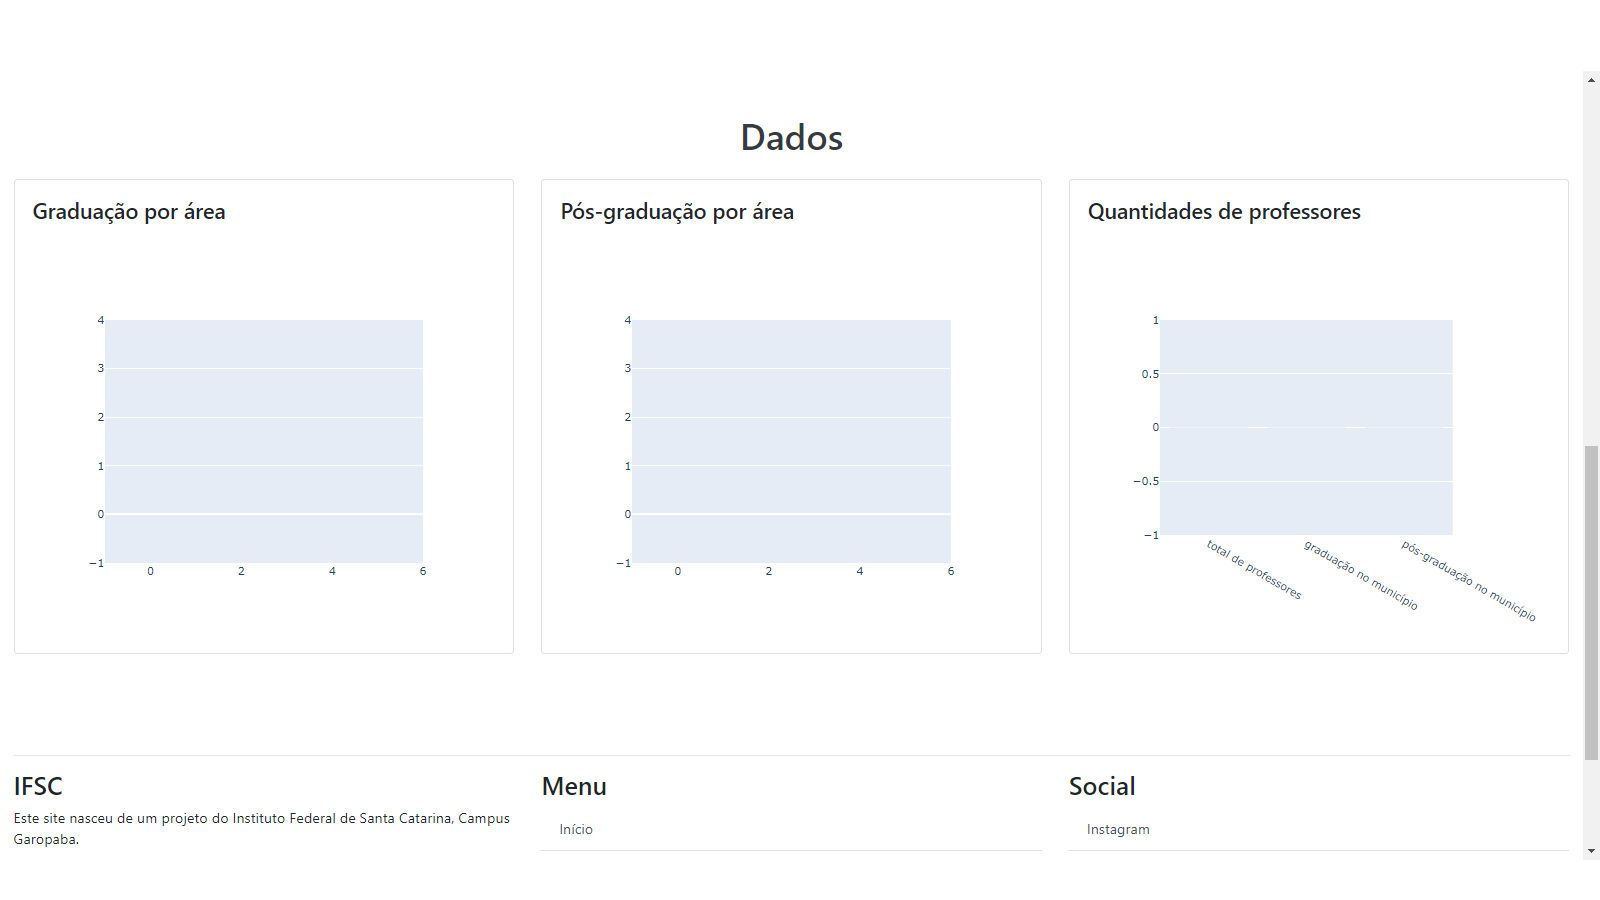 Dados
Graduação por área
4
3
2
1
0
−1
0 2 4 6
Pós-graduação por área
4
3
2
1
0
−1
0 2 4 6
Quantidades de professores
1
0.5
0
−0.5
−1
total de professores
graduação no município
pós-graduação no município
IFSC
Este site nasceu de um projeto do Instituto Federal de Santa Catarina, Campus
Garopaba.
Menu
Início
Social
Instagram